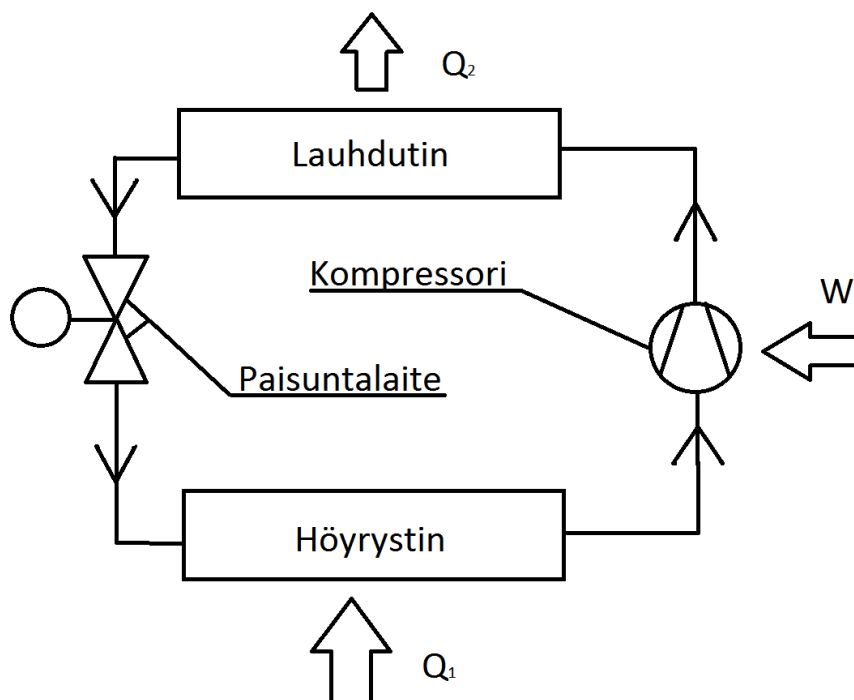 Q₂
Lauhdutin
Kompressori
W
Paisuntalaite
Höyrystin
Q₁